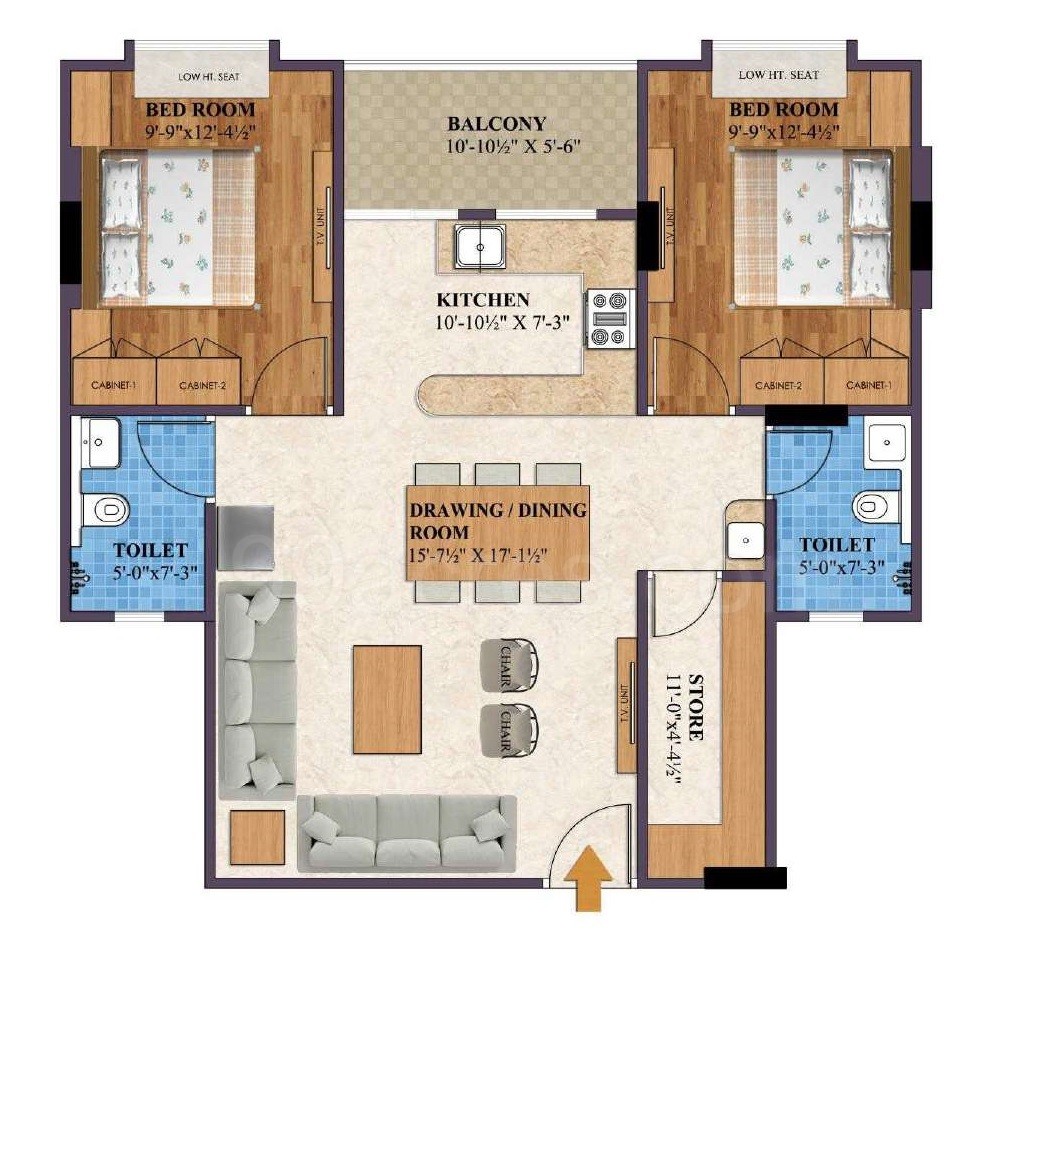 LOW HT. SEAT
BED ROOM
9'-9"x12'-4½"
T.V. UNIT
CABINET-1
CABINET-2
BALCONY
10'-10½" X 5'-6"
KITCHEN
10'-10½" X 7'-3"
LOW HT. SEAT
BED ROOM
9'-9"x12'-4½"
T.V. UNIT
CABINET-2
CABINET-1
TOILET
5'-0"x7'-3"
DRAWING / DINING
ROOM
15'-7½" X 17'-1½"
TOILET
5'-0"x7'-3"
CHAIR
CHAIR
T.V. UNIT
STORE
11'-0"x4'-4½"